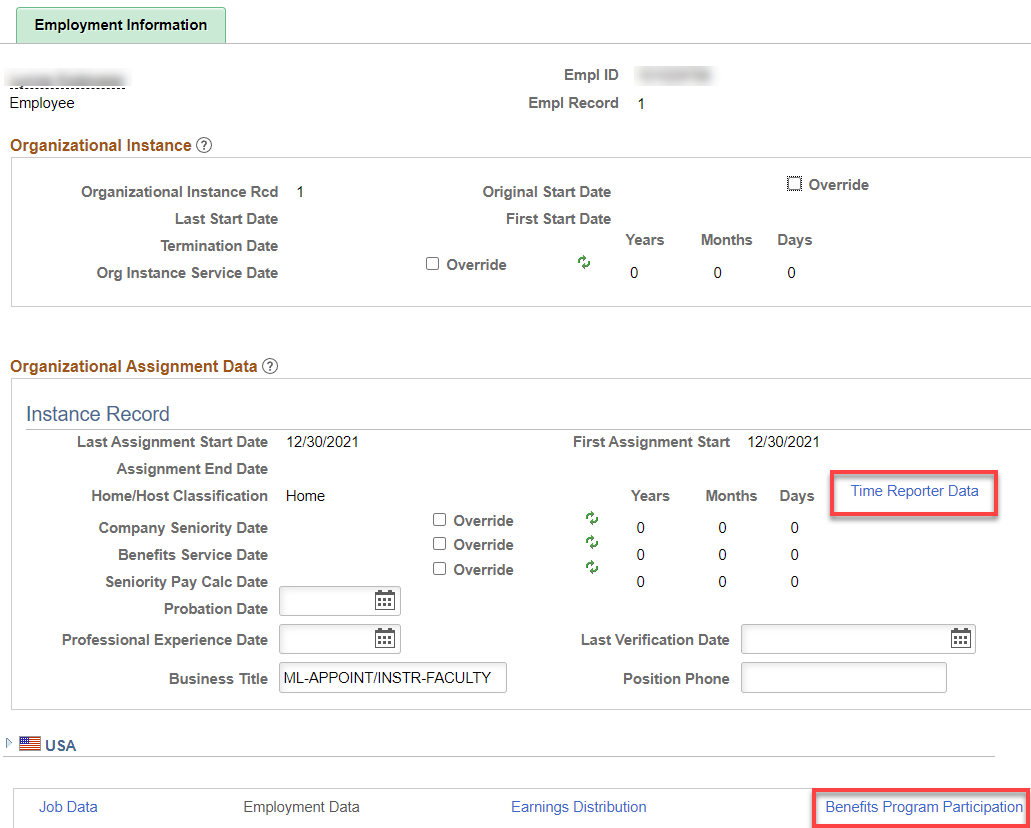 Employment Information
Empl ID
Employee
Empl Record 1
Organizational Instance ?
Organizational Instance Rcd 1 Original Start Date Override
Last Start Date First Start Date
Termination Date Years Months Days
Org Instance Service Date Override 0 0 0
Organizational Assignment Data ?
Instance Record
Last Assignment Start Date 12/30/2021 First Assignment Start 12/30/2021
Assignment End Date
Home/Host Classification Home Years Months Days Time Reporter Data
Company Seniority Date Override 0 0 0
Benefits Service Date Override 0 0 0
Seniority Pay Calc Date Override 0 0 0
Probation Date
Professional Experience Date Last Verification Date
Business Title ML-APPOINT/INSTR-FACULTY Position Phone
USA
Job Data Employment Data Earnings Distribution Benefits Program Participation